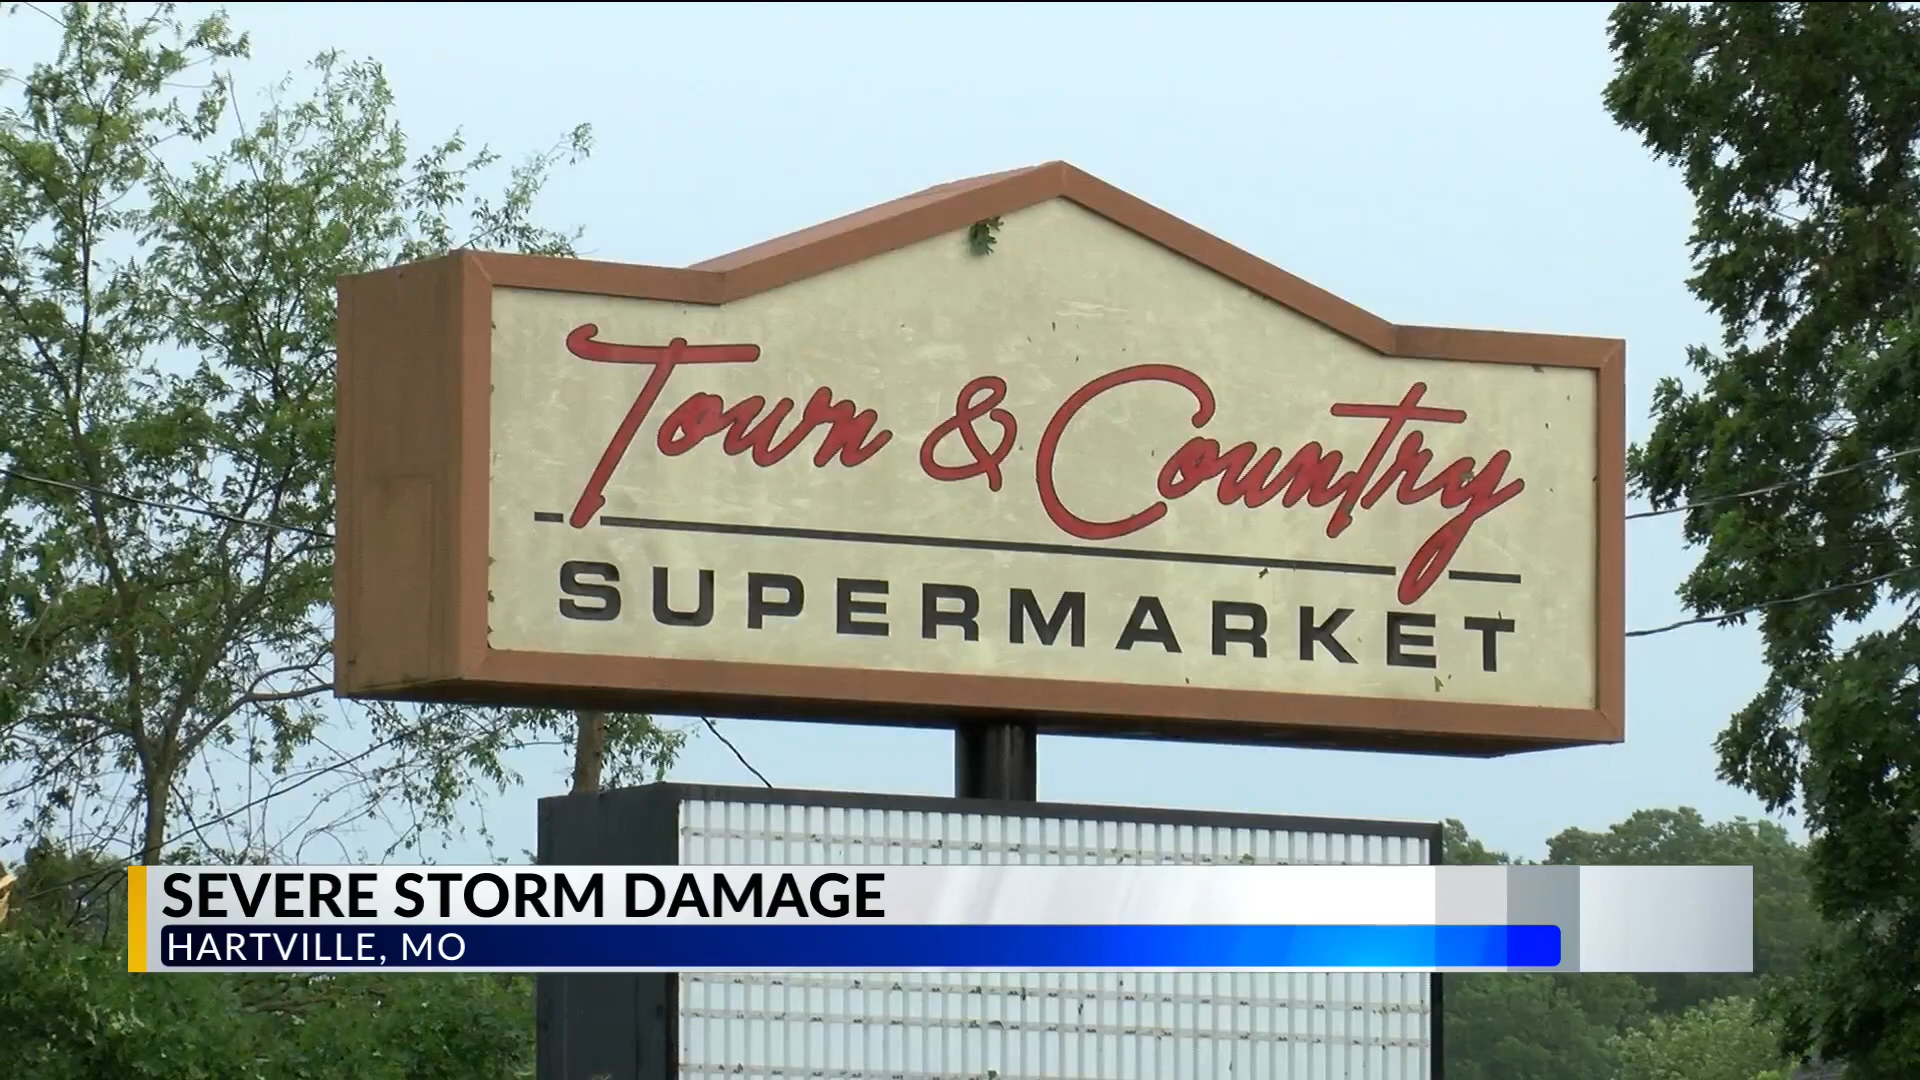 Town & Country
SUPERMARKET
SEVERE STORM DAMAGE
HARTVILLE, MO